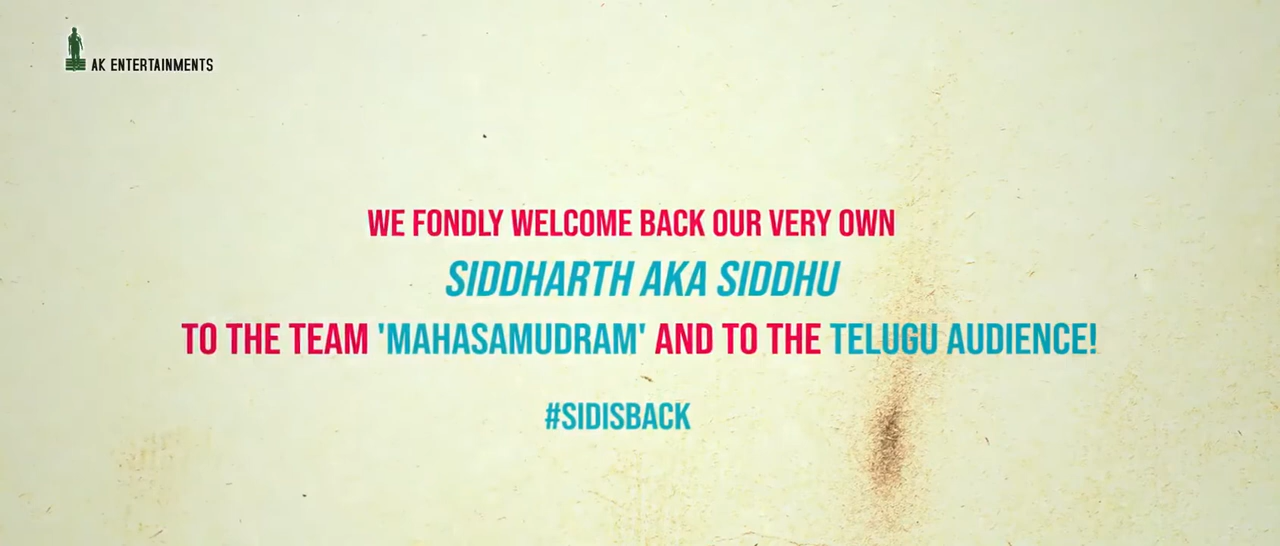 AK ENTERTAINMENTS
WE FONDLY WELCOME BACK OUR VERY OWN
SIDDHARTH AKA SIDDHU
TO THE TEAM 'MAHASAMUDRAM' AND TO THE TELUGU AUDIENCE!
#SIDISBACK